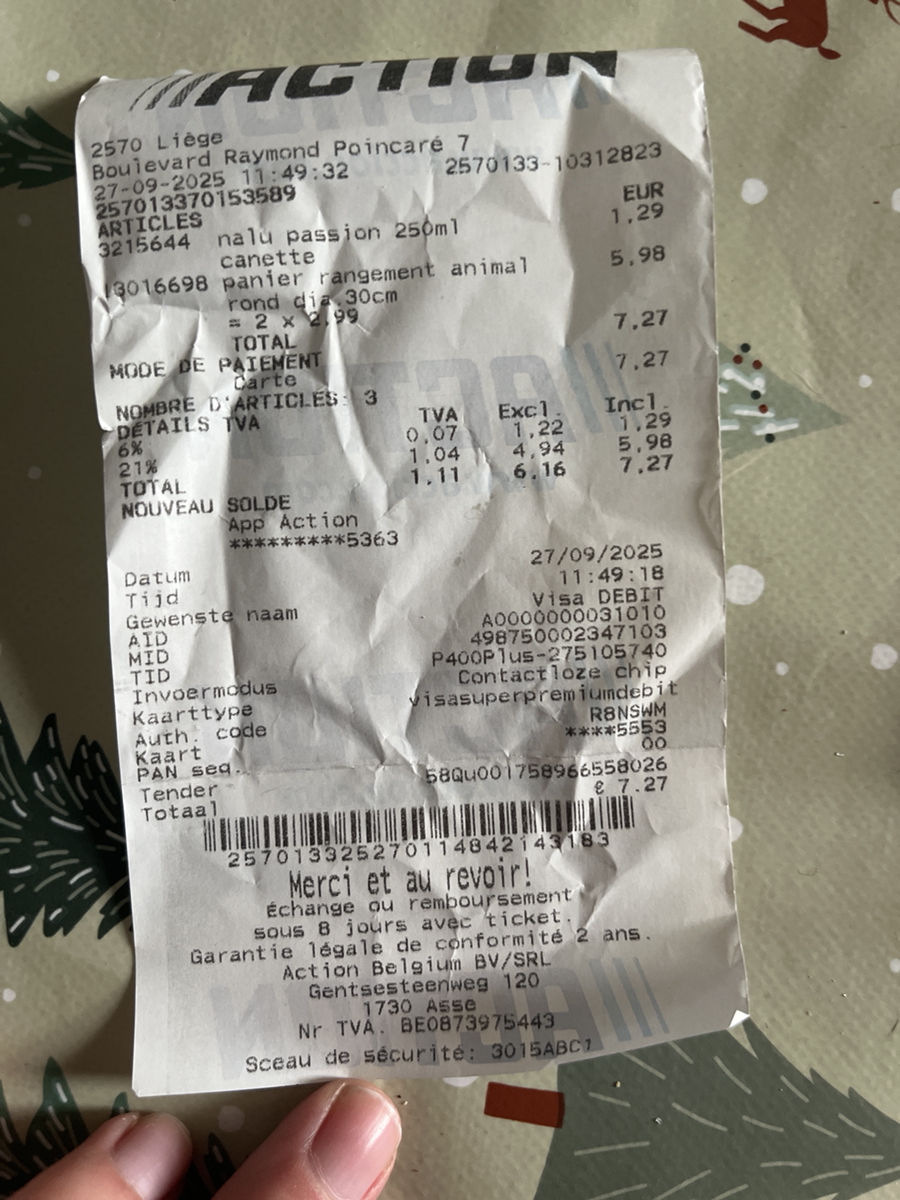 ACTION
2570 Liège
Boulevard Raymond Poincaré 7
27-09-2025 11:49:32 2570133-10312823
257013370153589
ARTICLES EUR
3215644 nalu passion 250ml 1,29
canette
3016698 panier rangement animal 5,98
rond dia.30cm
= 2 x 2,99
TOTAL 7,27
MODE DE PAIEMENT
Carte 7,27
NOMBRE D'ARTICLES: 3
DÉTAILS TVA TVA Excl. Incl.
6% 0,07 1,22 1,29
21% 1,04 4,94 5,98
TOTAL 1,11 6,16 7,27
NOUVEAU SOLDE
App Action
*********5363
Datum 27/09/2025
Tijd 11:49:18
Gewenste naam Visa DEBIT
AID A0000000031010
MID 498750002347103
TID P400Plus-275105740
Invoermodus Contactloze chip
Kaarttype visasuperpremiumdebit
Auth. code R8NSWM
Kaart ****5553
PAN seq. 00
Tender 58Qu001758966558026
Totaal € 7.27
2570133252701148421431​83
Merci et au revoir!
Échange ou remboursement
sous 8 jours avec ticket.
Garantie légale de conformité 2 ans.
Action Belgium BV/SRL
Gentsesteenweg 120
1730 Asse
Nr TVA. BE0873975443
Sceau de sécurité: 3015ABC1